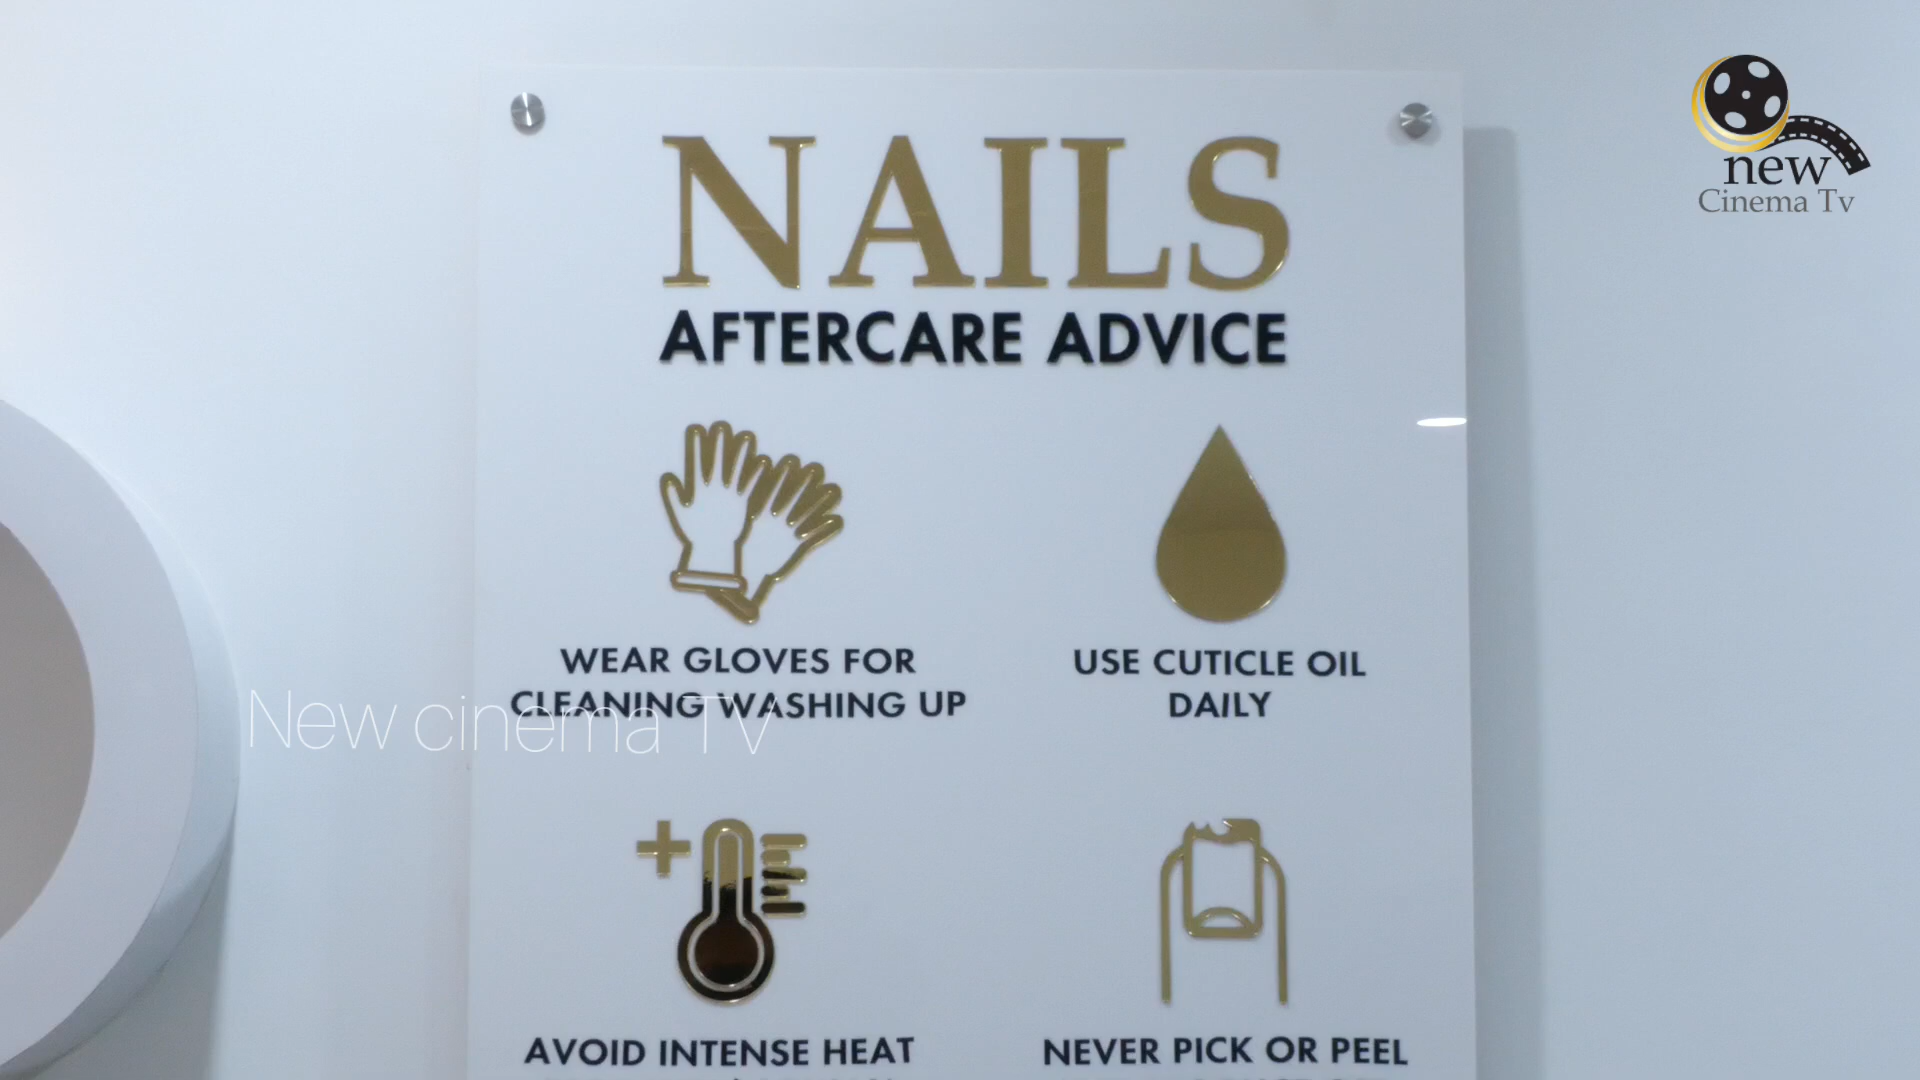 NAILS
AFTERCARE ADVICE
WEAR GLOVES FOR
CLEANING WASHING UP
USE CUTICLE OIL
DAILY
AVOID INTENSE HEAT
NEVER PICK OR PEEL
new
Cinema Tv
New cinema TV